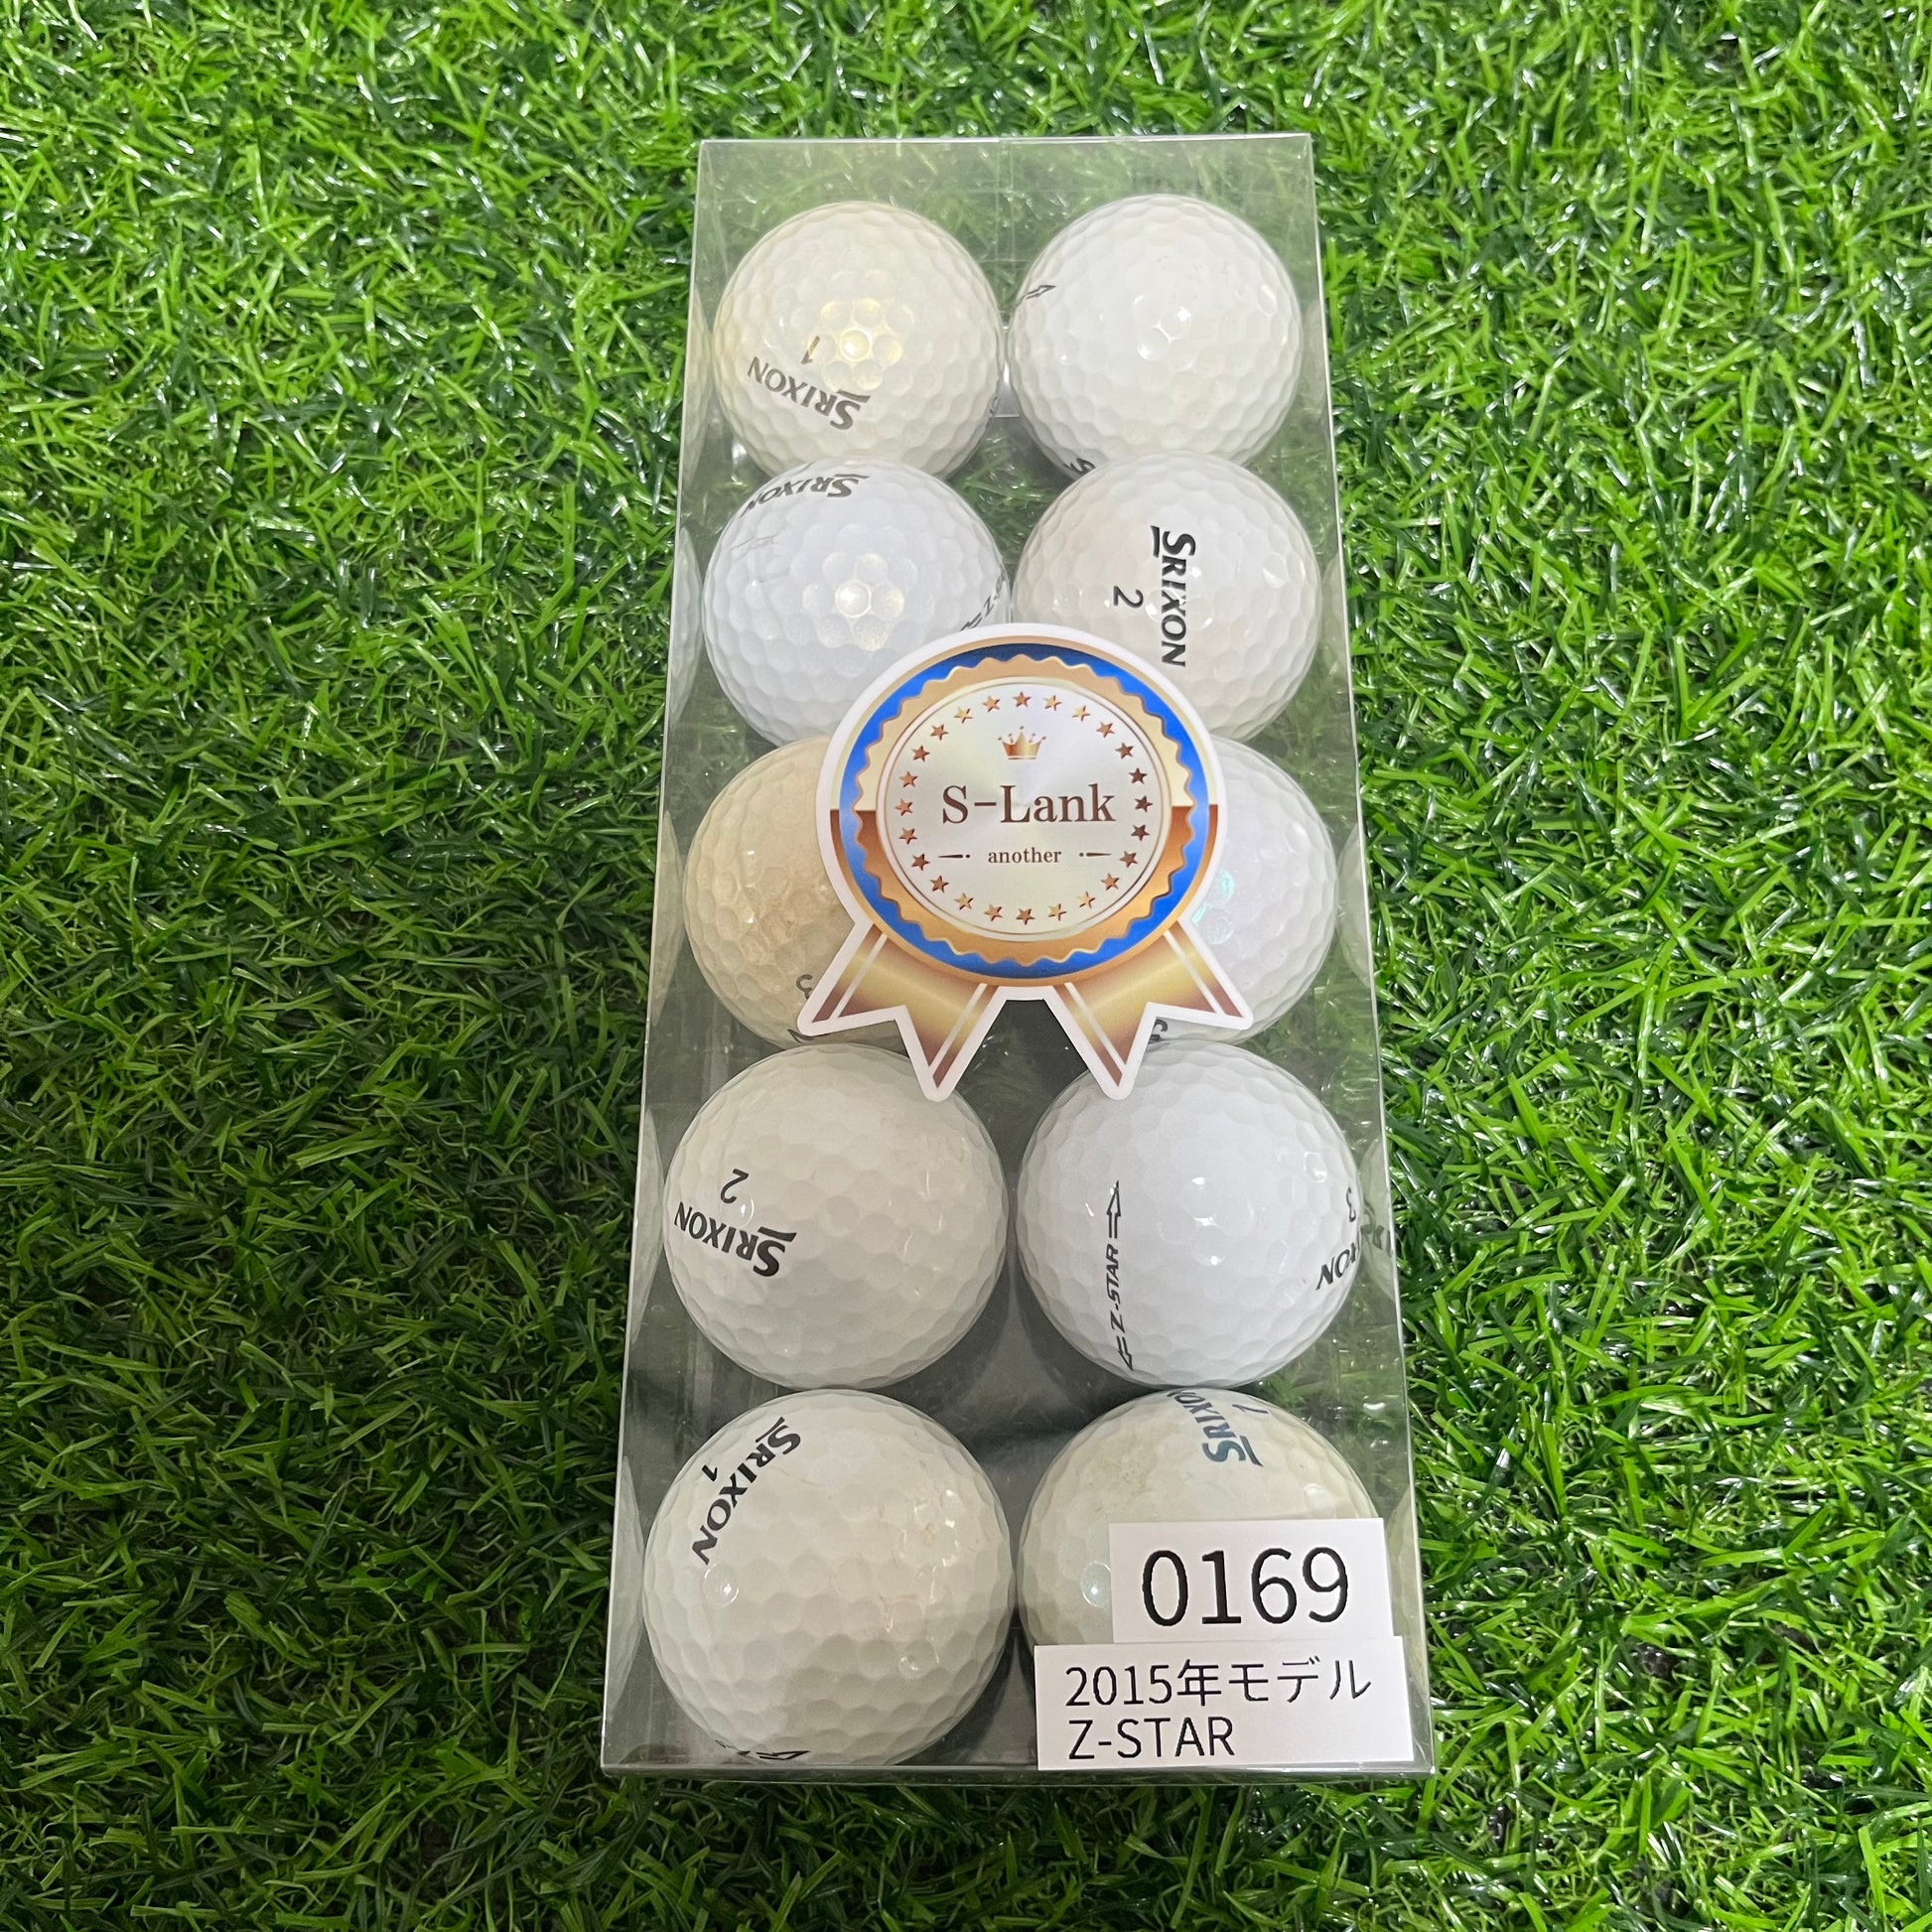 1
SRIXON
SRIXON
SRIXON
2
S-Lank
another
3
2
SRIXON
Z-STAR
3
SRIXON
1
SRIXON
0169
2015年モデル
Z-STAR